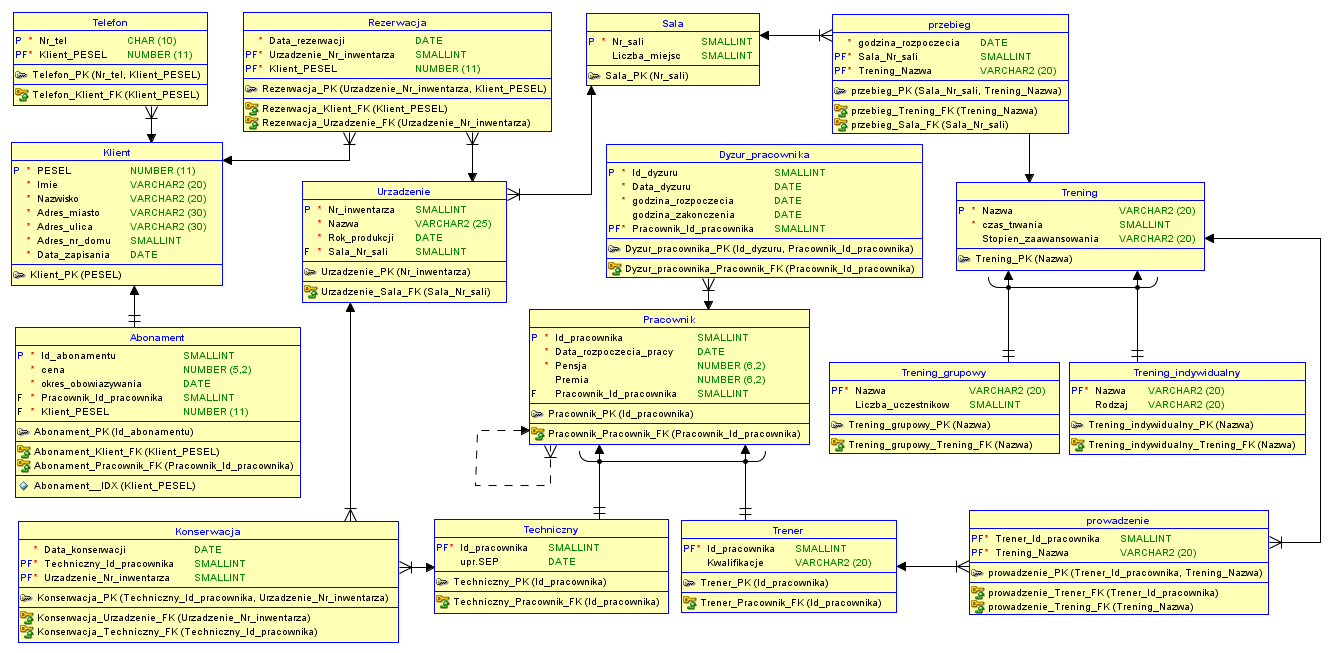 Telefon
P * Nr_tel CHAR (10)
PF* Klient_PESEL NUMBER (11)
Telefon_PK (Nr_tel, Klient_PESEL)
Telefon_Klient_FK (Klient_PESEL)
Rezerwacja
* Data_rezerwacji DATE
PF* Urzadzenie_Nr_inwentarza SMALLINT
PF* Klient_PESEL NUMBER (11)
Rezerwacja_PK (Urzadzenie_Nr_inwentarza, Klient_PESEL)
Rezerwacja_Klient_FK (Klient_PESEL)
Rezerwacja_Urzadzenie_FK (Urzadzenie_Nr_inwentarza)
Sala
P * Nr_sali SMALLINT
Liczba_miejsc SMALLINT
Sala_PK (Nr_sali)
przebieg
* godzina_rozpoczecia DATE
PF* Sala_Nr_sali SMALLINT
PF* Trening_Nazwa VARCHAR2 (20)
przebieg_PK (Sala_Nr_sali, Trening_Nazwa)
przebieg_Trening_FK (Trening_Nazwa)
przebieg_Sala_FK (Sala_Nr_sali)
Klient
P * PESEL NUMBER (11)
* Imie VARCHAR2 (20)
* Nazwisko VARCHAR2 (20)
* Adres_miasto VARCHAR2 (30)
* Adres_ulica VARCHAR2 (30)
* Adres_nr_domu SMALLINT
* Data_zapisania DATE
Klient_PK (PESEL)
Urzadzenie
P * Nr_inwentarza SMALLINT
* Nazwa VARCHAR2 (25)
* Rok_produkcji DATE
F * Sala_Nr_sali SMALLINT
Urzadzenie_PK (Nr_inwentarza)
Urzadzenie_Sala_FK (Sala_Nr_sali)
Dyzur_pracownika
P * Id_dyzuru SMALLINT
* Data_dyzuru DATE
* godzina_rozpoczecia DATE
godzina_zakonczenia DATE
PF* Pracownik_Id_pracownika SMALLINT
Dyzur_pracownika_PK (Id_dyzuru, Pracownik_Id_pracownika)
Dyzur_pracownika_Pracownik_FK (Pracownik_Id_pracownika)
Trening
P * Nazwa VARCHAR2 (20)
* czas_trwania SMALLINT
Stopien_zaawansowania VARCHAR2 (20)
Trening_PK (Nazwa)
Abonament
P * Id_abonamentu SMALLINT
* cena NUMBER (5,2)
* okres_obowiazywania DATE
F * Pracownik_Id_pracownika SMALLINT
F * Klient_PESEL NUMBER (11)
Abonament_PK (Id_abonamentu)
Abonament_Klient_FK (Klient_PESEL)
Abonament_Pracownik_FK (Pracownik_Id_pracownika)
Abonament__IDX (Klient_PESEL)
Pracownik
P * Id_pracownika SMALLINT
* Data_rozpoczecia_pracy DATE
* Pensja NUMBER (6,2)
Premia NUMBER (6,2)
F Pracownik_Id_pracownika SMALLINT
Pracownik_PK (Id_pracownika)
Pracownik_Pracownik_FK (Pracownik_Id_pracownika)
Trening_grupowy
PF* Nazwa VARCHAR2 (20)
Liczba_uczestnikow SMALLINT
Trening_grupowy_PK (Nazwa)
Trening_grupowy_Trening_FK (Nazwa)
Trening_indywidualny
PF* Nazwa VARCHAR2 (20)
Rodzaj VARCHAR2 (20)
Trening_indywidualny_PK (Nazwa)
Trening_indywidualny_Trening_FK (Nazwa)
Konserwacja
* Data_konserwacji DATE
PF* Techniczny_Id_pracownika SMALLINT
PF* Urzadzenie_Nr_inwentarza SMALLINT
Konserwacja_PK (Techniczny_Id_pracownika, Urzadzenie_Nr_inwentarza)
Konserwacja_Urzadzenie_FK (Urzadzenie_Nr_inwentarza)
Konserwacja_Techniczny_FK (Techniczny_Id_pracownika)
Techniczny
PF* Id_pracownika SMALLINT
upr.SEP DATE
Techniczny_PK (Id_pracownika)
Techniczny_Pracownik_FK (Id_pracownika)
Trener
PF* Id_pracownika SMALLINT
Kwalifikacje VARCHAR2 (20)
Trener_PK (Id_pracownika)
Trener_Pracownik_FK (Id_pracownika)
prowadzenie
PF* Trener_Id_pracownika SMALLINT
PF* Trening_Nazwa VARCHAR2 (20)
prowadzenie_PK (Trener_Id_pracownika, Trening_Nazwa)
prowadzenie_Trener_FK (Trener_Id_pracownika)
prowadzenie_Trening_FK (Trening_Nazwa)